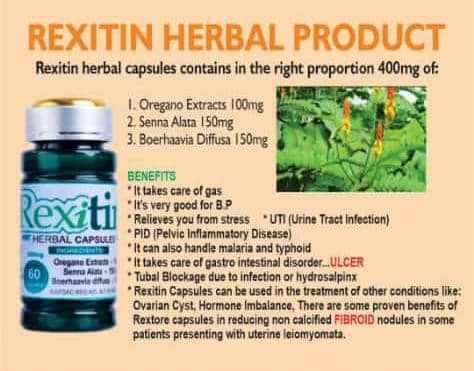 REXITIN HERBAL PRODUCT
Rexitin herbal capsules contains in the right proportion 400mg of:
1. Oregano Extracts 100mg
2. Senna Alata 150mg
3. Boerhaavia Diffusa 150mg
BENEFITS
* It takes care of gas
* It's very good for B.P
* Relieves you from stress * UTI (Urine Tract Infection)
* PID (Pelvic Inflammatory Disease)
* It can also handle malaria and typhoid
* It takes care of gastro intestinal disorder...ULCER
* Tubal Blockage due to infection or hydrosalpinx
* Rexitin Capsules can be used in the treatment of other conditions like:
Ovarian Cyst, Hormone Imbalance, There are some proven benefits of
Rextore capsules in reducing non calcified FIBROID nodules in some
patients presenting with uterine leiomyomata.
Rexitin
HERBAL CAPSULES
INGREDIENTS
Oregano Extracts -
Senna Alata -
Boerhaavia diffusa -
60
NAFDAC REG NO.